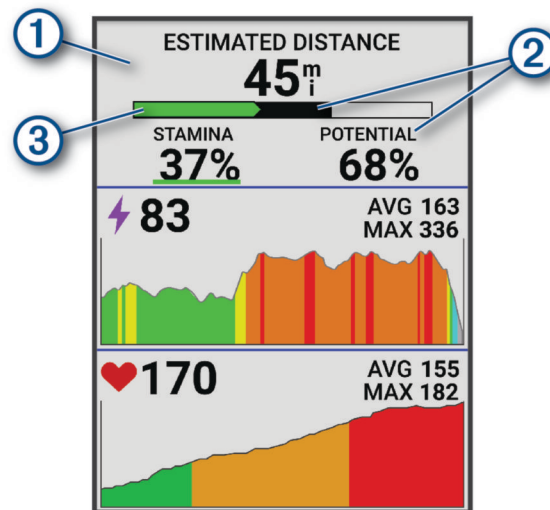 1
ESTIMATED DISTANCE
45 mi
2
3
STAMINA POTENTIAL
37% 68%
83 AVG 163
MAX 336
170 AVG 155
MAX 182